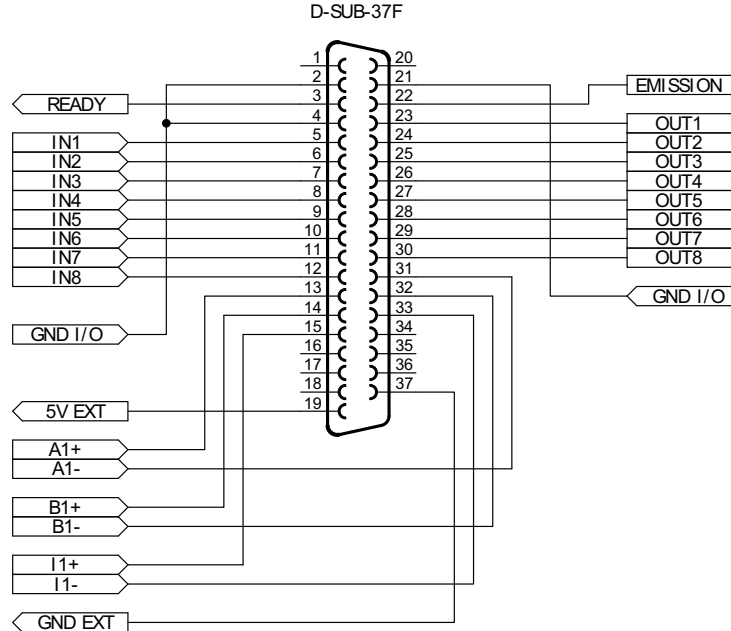 D-SUB-37F
1 20
2 21
EMISSION
3 22
READY
4 23 OUT1
IN1 5 24 OUT2
IN2 6 25 OUT3
IN3 7 26 OUT4
IN4 8 27 OUT5
IN5 9 28 OUT6
IN6 10 29 OUT7
IN7 11 30 OUT8
IN8 12 31
13 32 GND I/O
14 33
GND I/O 15 34
16 35
17 36
18 37
5V EXT 19
A1+
A1-
B1+
B1-
I1+
I1-
GND EXT